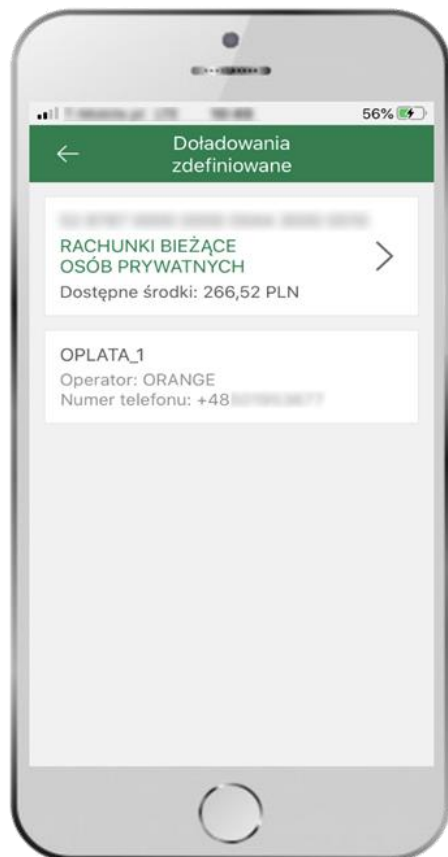 56%
Doładowania
zdefiniowane
RACHUNKI BIEŻĄCE
OSÓB PRYWATNYCH
Dostępne środki: 266,52 PLN
OPLATA_1
Operator: ORANGE
Numer telefonu: +48